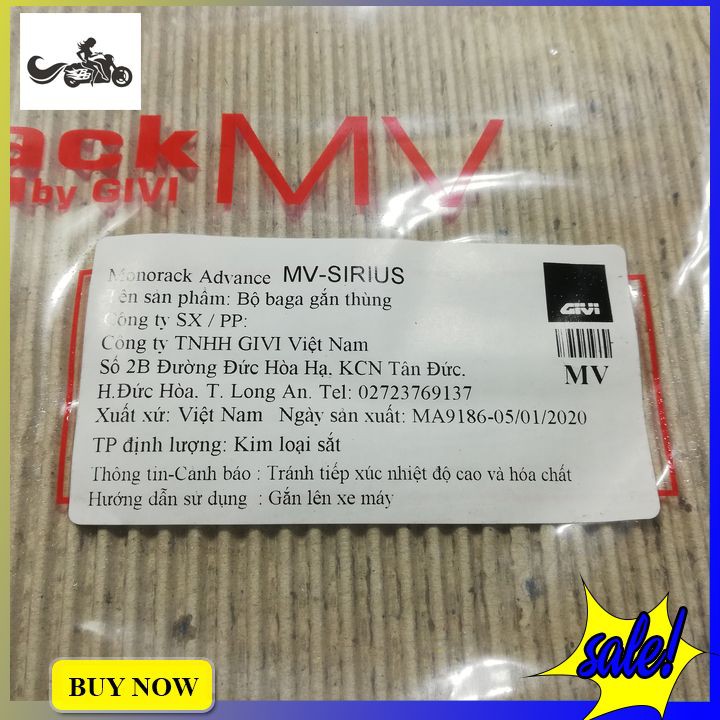 ack MV
by GIVI
Monorack Advance MV-SIRIUS
Tên sản phẩm: Bộ baga gắn thùng
Công ty SX / PP:
Công ty TNHH GIVI Việt Nam
Số 2B Đường Đức Hòa Hạ, KCN Tân Đức.
H.Đức Hòa. T. Long An. Tel: 02723769137
Xuất xứ: Việt Nam Ngày sản xuất: MA9186-05/01/2020
TP định lượng: Kim loại sắt
Thông tin-Cảnh báo : Tránh tiếp xúc nhiệt độ cao và hóa chất
Hướng dẫn sử dụng : Gắn lên xe máy
GIVI
MV
BUY NOW
sale!